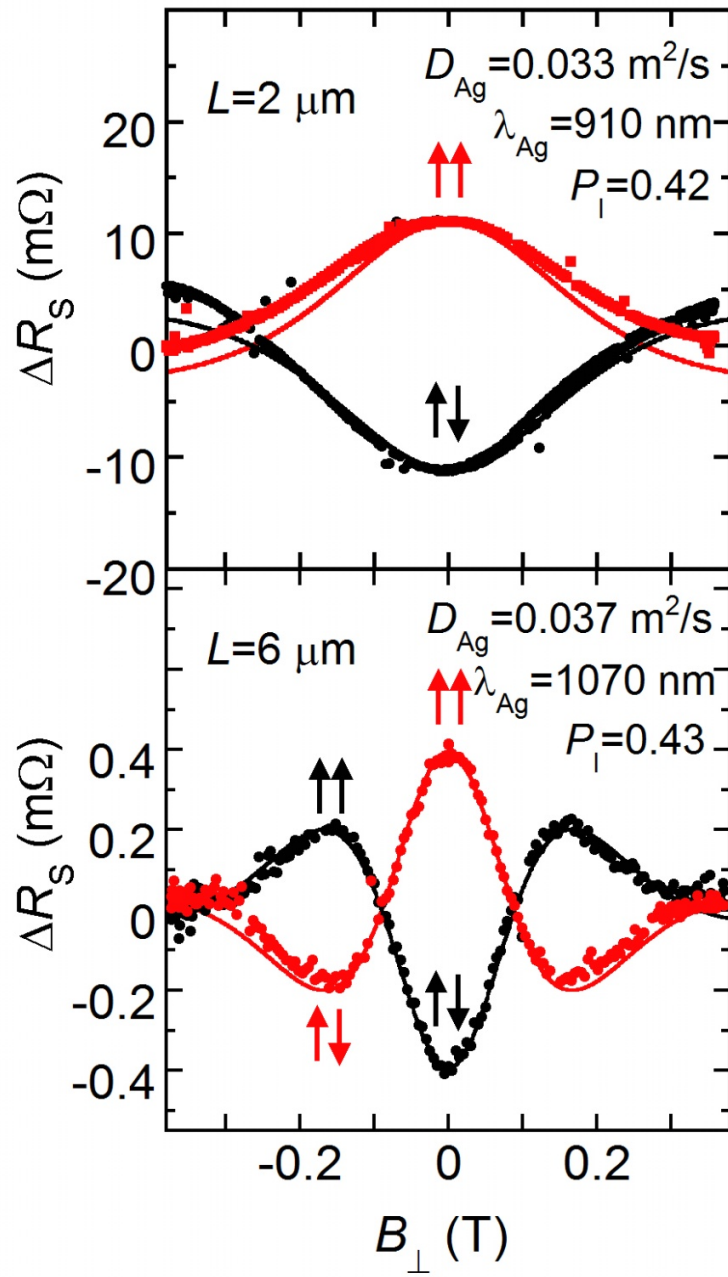 L=2 μm
D_Ag=0.033 m²/s
λ_Ag=910 nm
P_I=0.42
20
10
0
-10
-20
ΔR_S (mΩ)
L=6 μm
D_Ag=0.037 m²/s
λ_Ag=1070 nm
P_I=0.43
0.4
0.2
0
-0.2
-0.4
ΔR_S (mΩ)
-0.2 0 0.2
B_⊥ (T)